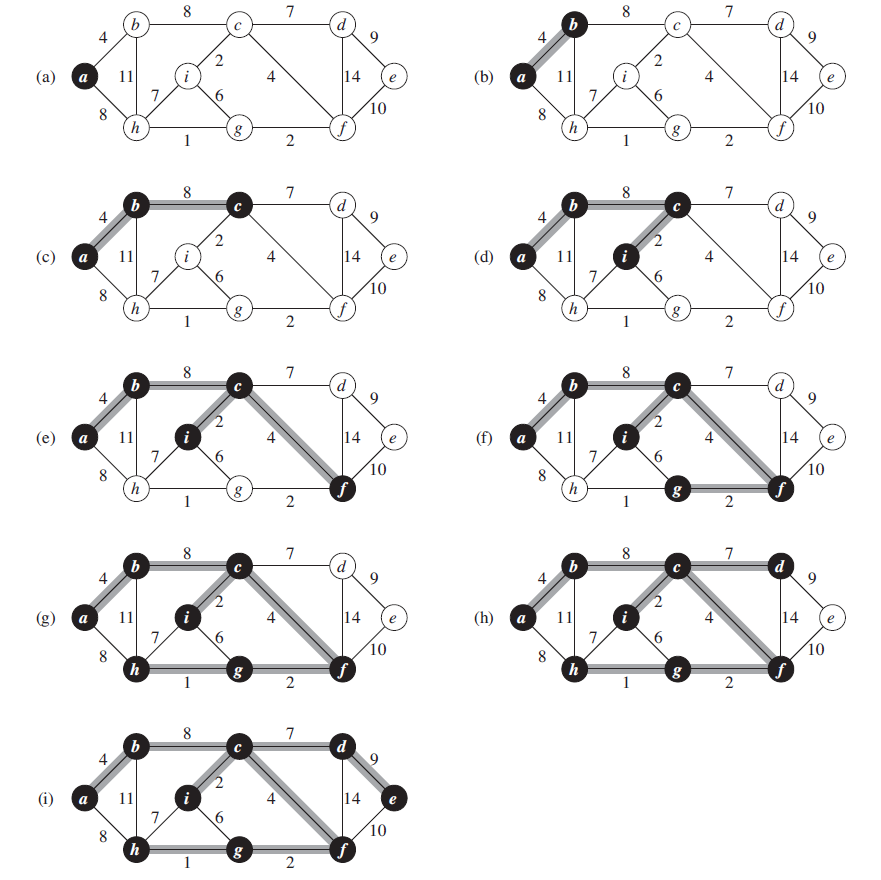 8 7 8 7
b c d b c d
4 9 4 9
2 2
(a) a 11 i 4 14 e (b) a 11 i 4 14 e
7 6 7 6
8 10 8 10
h g f h g f
1 2 1 2
8 7 8 7
b c d b c d
4 9 4 9
2 2
(c) a 11 i 4 14 e (d) a 11 i 4 14 e
7 6 7 6
8 10 8 10
h g f h g f
1 2 1 2
8 7 8 7
b c d b c d
4 9 4 9
2 2
(e) a 11 i 4 14 e (f) a 11 i 4 14 e
7 6 7 6
8 10 8 10
h g f h g f
1 2 1 2
8 7 8 7
b c d b c d
4 9 4 9
2 2
(g) a 11 i 4 14 e (h) a 11 i 4 14 e
7 6 7 6
8 10 8 10
h g f h g f
1 2 1 2
8 7
b c d
4 9
2
(i) a 11 i 4 14 e
7 6
8 10
h g f
1 2